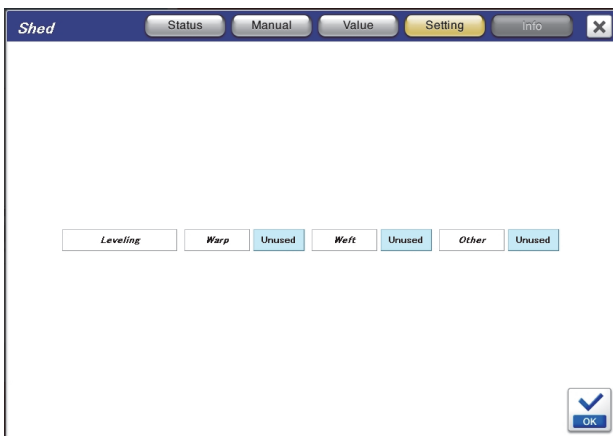 Shed Status Manual Value Setting Info
Leveling Warp Unused Weft Unused Other Unused
OK